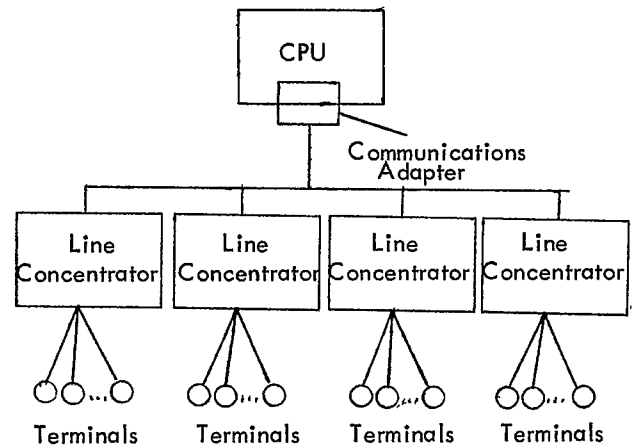 CPU
Communications
Adapter
Line
Concentrator
Line
Concentrator
Line
Concentrator
Line
Concentrator
...
...
...
...
Terminals
Terminals
Terminals
Terminals